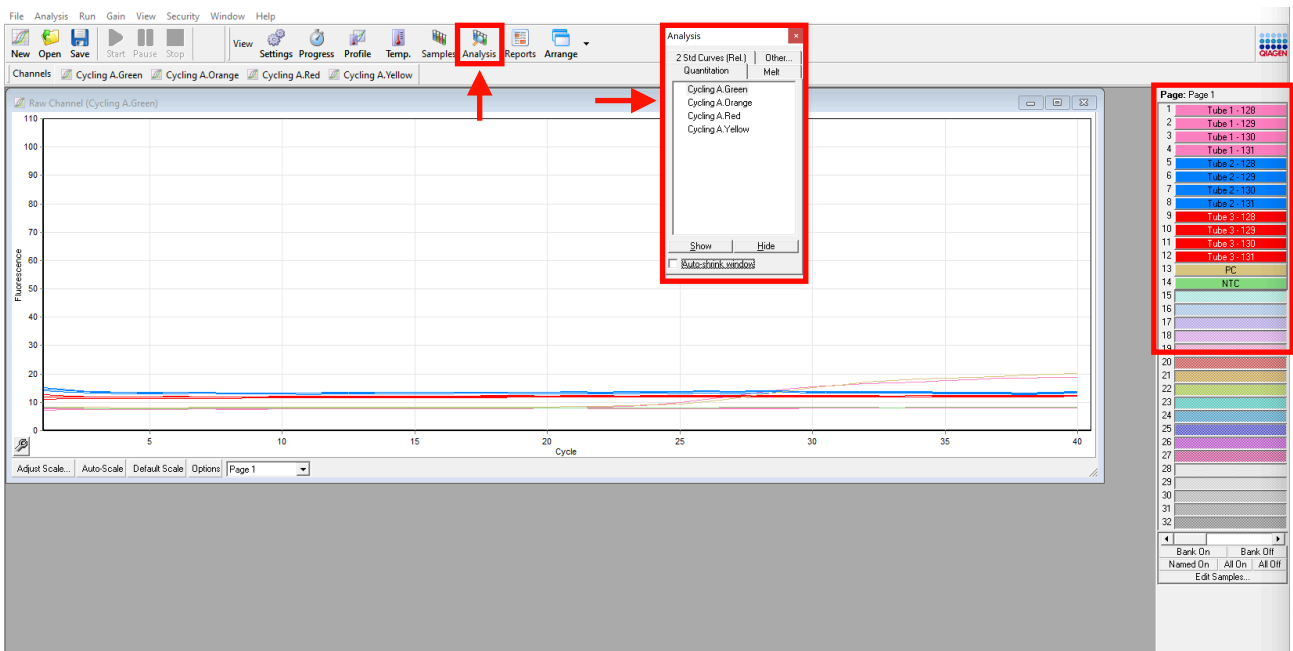 File Analysis Run Gain View Security Window Help
New Open Save Start Pause Stop View Settings Progress Profile Temp. Samples Analysis Reports Arrange
QIAGEN
Channels Cycling A.Green Cycling A.Orange Cycling A.Red Cycling A.Yellow
Raw Channel (Cycling A.Green)
110
100
90
80
70
60
50
40
30
20
10
0
Fluorescence
5 10 15 20 25 30 35 40
Cycle
Adjust Scale... Auto-Scale Default Scale Options Page 1
Analysis
2 Std Curves (Rel.) Other...
Quantitation Melt
Cycling A.Green
Cycling A.Orange
Cycling A.Red
Cycling A.Yellow
Show Hide
Auto-shrink window
Page: Page 1
1 Tube 1 - 128
2 Tube 1 - 129
3 Tube 1 - 130
4 Tube 1 - 131
5 Tube 2 - 128
6 Tube 2 - 129
7 Tube 2 - 130
8 Tube 2 - 131
9 Tube 3 - 128
10 Tube 3 - 129
11 Tube 3 - 130
12 Tube 3 - 131
13 PC
14 NTC
15
16
17
18
19
20
21
22
23
24
25
26
27
28
29
30
31
32
Bank On Bank Off
Named On All On All Off
Edit Samples...